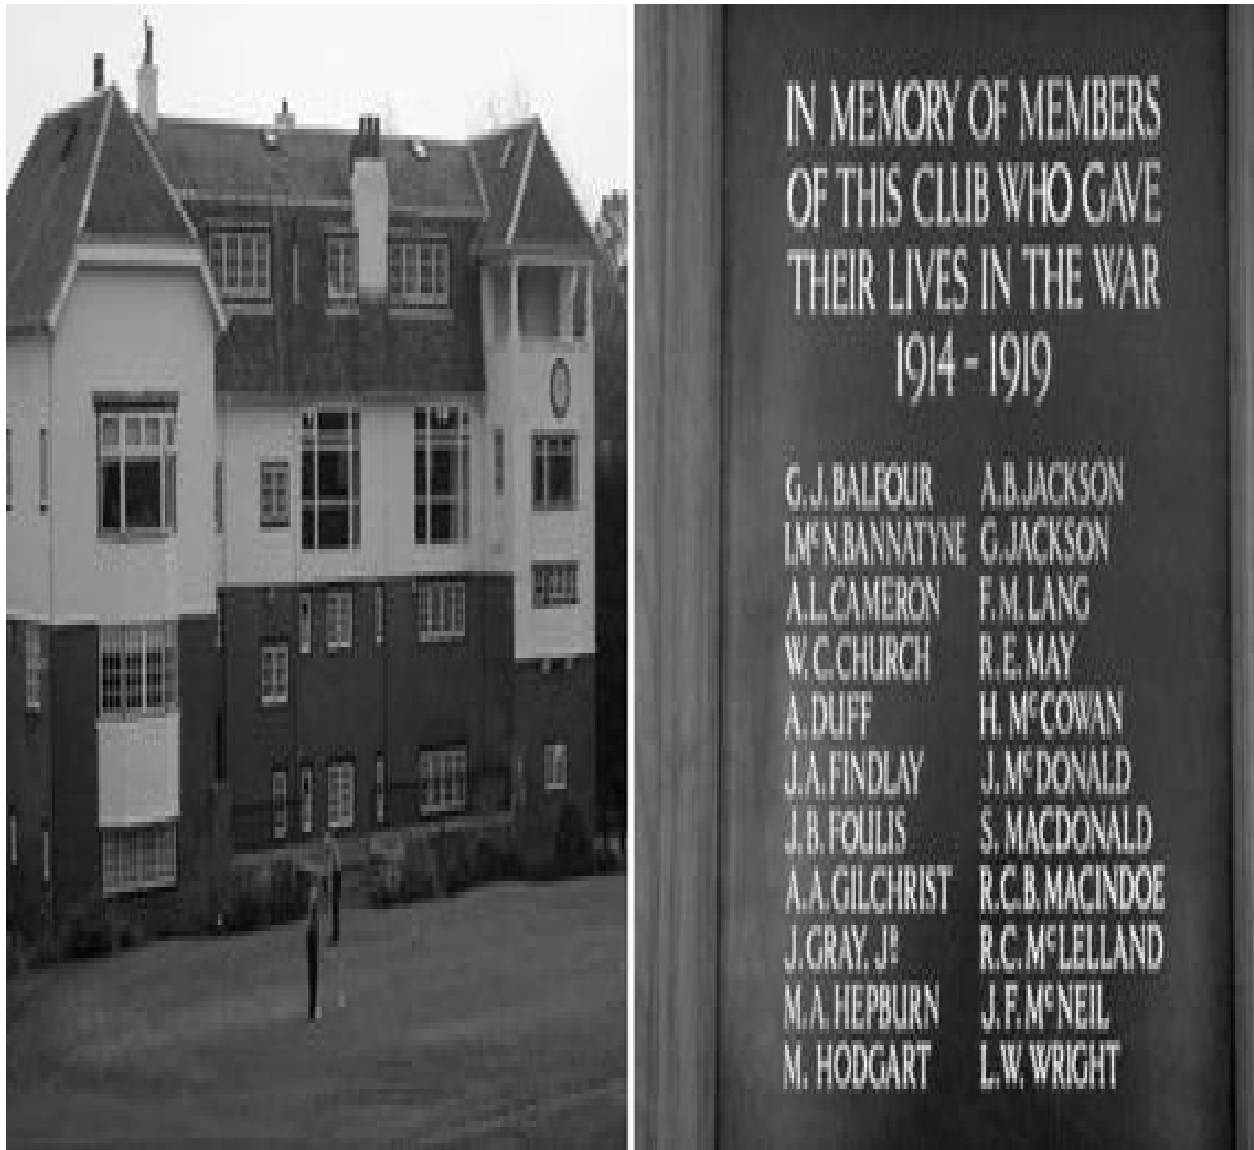 IN MEMORY OF MEMBERS
OF THIS CLUB WHO GAVE
THEIR LIVES IN THE WAR
1914 - 1919
G. J. BALFOUR
I. McN. BANNATYNE
A. L. CAMERON
W. C. CHURCH
A. DUFF
J. A. FINDLAY
J. B. FOULIS
A. A. GILCHRIST
J. GRAY. Jr
M. A. HEPBURN
M. HODGART
A. B. JACKSON
G. JACKSON
F. M. LANG
R. E. MAY
H. McCOWAN
J. McDONALD
S. MACDONALD
R. C. B. MACINDOE
R. C. McLELLAND
J. F. McNEIL
L. W. WRIGHT